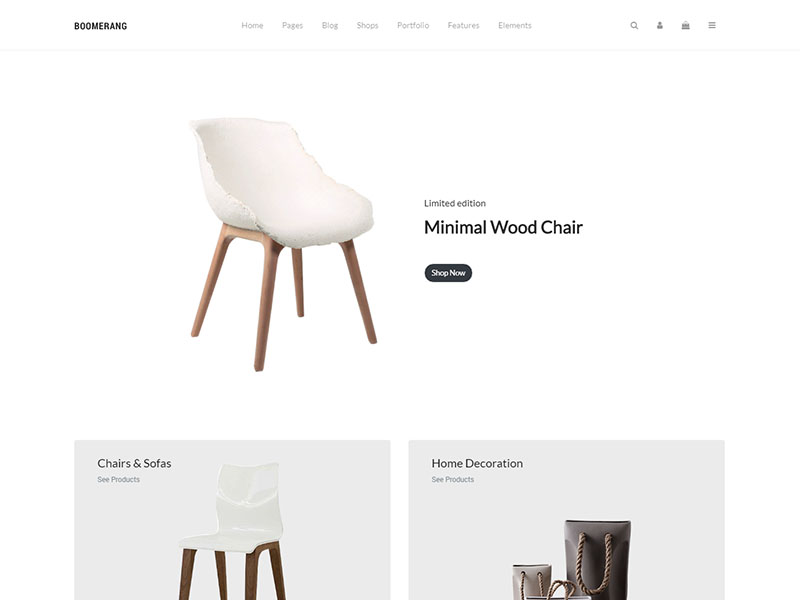 BOOMERANG
Home Pages Blog Shops Portfolio Features Elements
Limited edition
Minimal Wood Chair
Shop Now
Chairs & Sofas
See Products
Home Decoration
See Products